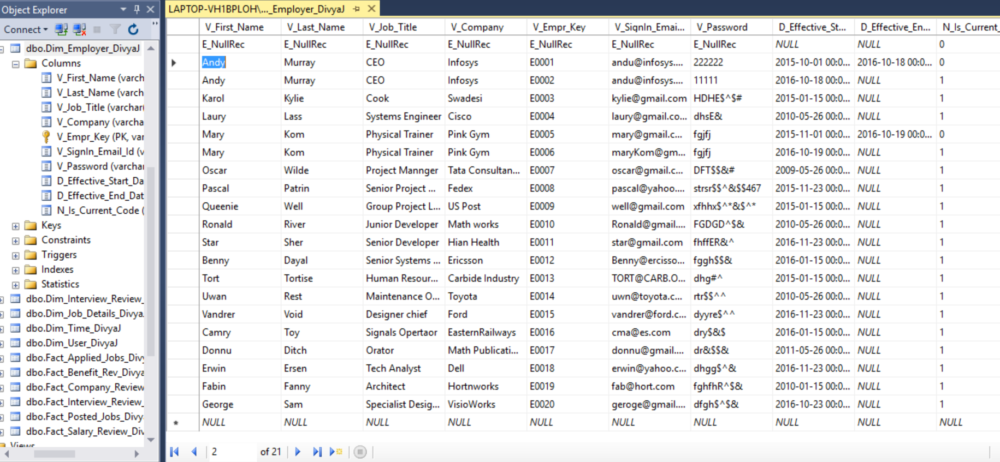 Object Explorer
Connect
dbo.Dim_Employer_DivyaJ
Columns
V_First_Name (varch
V_Last_Name (varch
V_Job_Title (varchar(
V_Company (varcha
V_Empr_Key (PK, var
V_SignIn_Email_Id (v
V_Password (varchar
D_Effective_Start_Da
D_Effective_End_Dat
N_Is_Current_Code (
Keys
Constraints
Triggers
Indexes
Statistics
dbo.Dim_Interview_Review_
dbo.Dim_Job_Details_Divya
dbo.Dim_Time_DivyaJ
dbo.Dim_User_DivyaJ
dbo.Fact_Applied_Jobs_Div
dbo.Fact_Benefit_Rev_Divya
dbo.Fact_Company_Review
dbo.Fact_Interview_Review_
dbo.Fact_Posted_Jobs_Divy
dbo.Fact_Salary_Review_Div
Views
LAPTOP-VH1BPLOH\..._Employer_DivyaJ
V_First_Name V_Last_Name V_Job_Title V_Company V_Empr_Key V_SignIn_Emai... V_Password D_Effective_St... D_Effective_En... N_Is_Current_
E_NullRec E_NullRec E_NullRec E_NullRec E_NullRec E_NullRec E_NullRec NULL NULL 0
Andy Murray CEO Infosys E0001 andu@infosys.... 222222 2015-10-01 00:0... 2016-10-18 00:0... 0
Andy Murray CEO Infosys E0002 andu@infosys.... 11111 2016-10-18 00:0... NULL 1
Karol Kylie Cook Swadesi E0003 kylie@gmail.com HDHE$^$# 2015-01-15 00:0... NULL 1
Laury Lass Systems Engineer Cisco E0004 laury@gmail.co... dhsE& 2010-05-26 00:0... NULL 1
Mary Kom Physical Trainer Pink Gym E0005 mary@gmail.c... fgjfj 2015-11-01 00:0... 2016-10-19 00:0... 0
Mary Kom Physical Trainer Pink Gym E0006 maryKom@gm... fgjfj 2016-10-19 00:0... NULL 1
Oscar Wilde Project Mannger Tata Consultan... E0007 oscar@gmail.c... DFT$$&# 2009-05-26 00:0... NULL 1
Pascal Patrin Senior Project ... Fedex E0008 pascal@yahoo.... strsr$$^&$$467 2015-11-23 00:0... NULL 1
Queenie Well Group Project L... US Post E0009 well@gmail.com xfhhx$^*&$^* 2015-01-15 00:0... NULL 1
Ronald River Junior Developer Math works E0010 Ronald@gmail.... FGDGD^$& 2010-05-26 00:0... NULL 1
Star Sher Senior Developer Hian Health E0011 star@gmail.com fhffER&^ 2016-11-23 00:0... NULL 1
Benny Dayal Senior Systems ... Ericsson E0012 Benny@ercisso... fggh$$& 2016-01-15 00:0... NULL 1
Tort Tortise Human Resour... Carbide Industry E0013 TORT@CARB.O... dhg#^ 2015-01-15 00:0... NULL 1
Uwan Rest Maintenance O... Toyota E0014 uwn@toyota.c... rtr$$^^ 2010-05-26 00:0... NULL 1
Vandrer Void Designer chief Ford E0015 vandrer@ford.c... dyyre$^^ 2016-11-23 00:0... NULL 1
Camry Toy Signals Opertaor EasternRailways E0016 cma@es.com dry$&$ 2016-01-15 00:0... NULL 1
Donnu Ditch Orator Math Publicati... E0017 donnu@gmail.... dr&$$& 2011-05-26 00:0... NULL 1
Erwin Ersen Tech Analyst Dell E0018 erwin@yahoo.c... dhgg$^& 2016-11-23 00:0... NULL 1
Fabin Fanny Architect Hortnworks E0019 fab@hort.com fghfhR^$& 2010-01-15 00:0... NULL 1
George Sam Specialist Desig... VisioWorks E0020 geroge@gmail.... dfgh$^$& 2016-10-23 00:0... NULL 1
NULL NULL NULL NULL NULL NULL NULL NULL NULL NULL
2 of 21